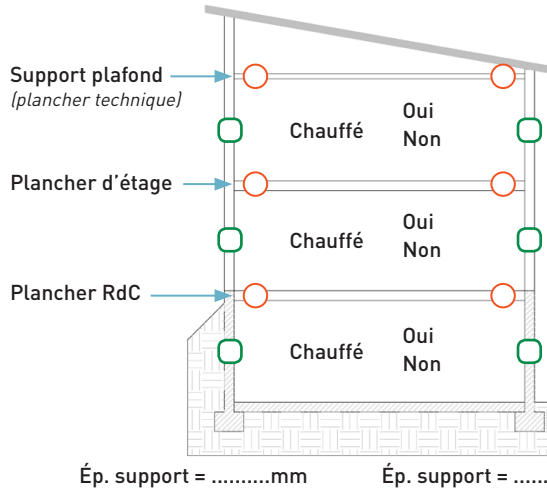 Support plafond
(plancher technique)
Chauffé Oui
Non
Plancher d'étage
Chauffé Oui
Non
Plancher RdC
Chauffé Oui
Non
Ép. support = ..........mm Ép. support = ......